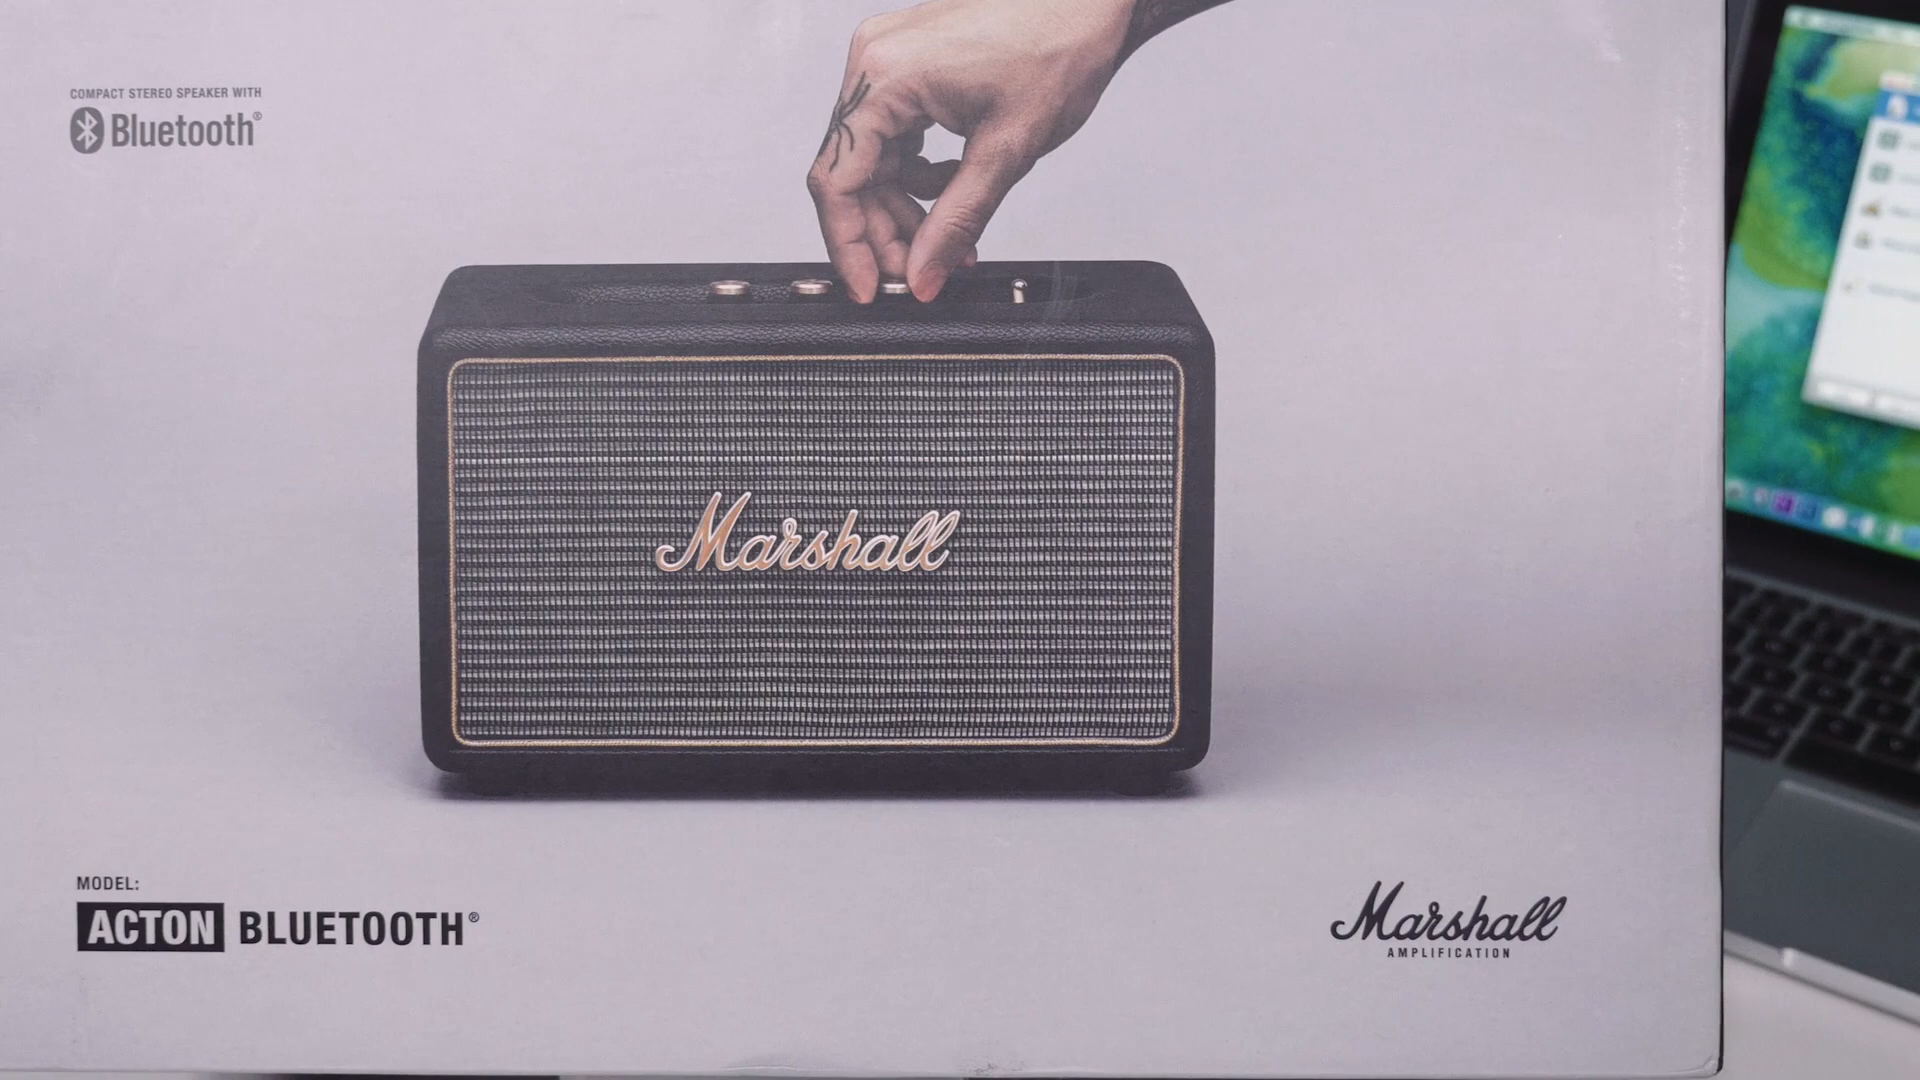 COMPACT STEREO SPEAKER WITH
Bluetooth®
Marshall
MODEL:
ACTON BLUETOOTH®
Marshall
AMPLIFICATION